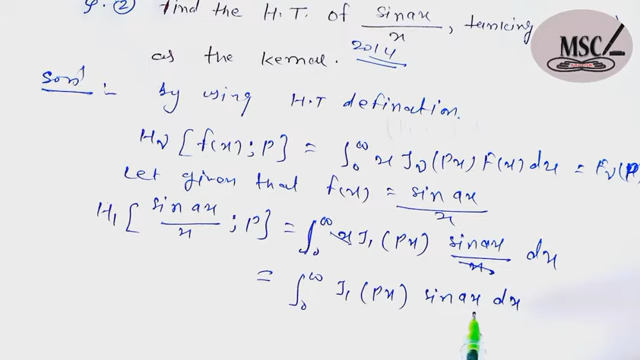 Q. (2) Find the H.T. of sin ax / x, tanking
as the kernal. 2014
MSC
Solⁿ :- By using H.T defination.
Hν [f(x) ; P] = ∫₀^∞ x Jν (Px) F(x) dx = Fν (P)
Let given that f(x) = sin ax / x
H₁ [sin ax / x ; P] = ∫₀^∞ x J₁ (Px) sin ax / x dx
= ∫₀^∞ J₁ (Px) sin ax dx